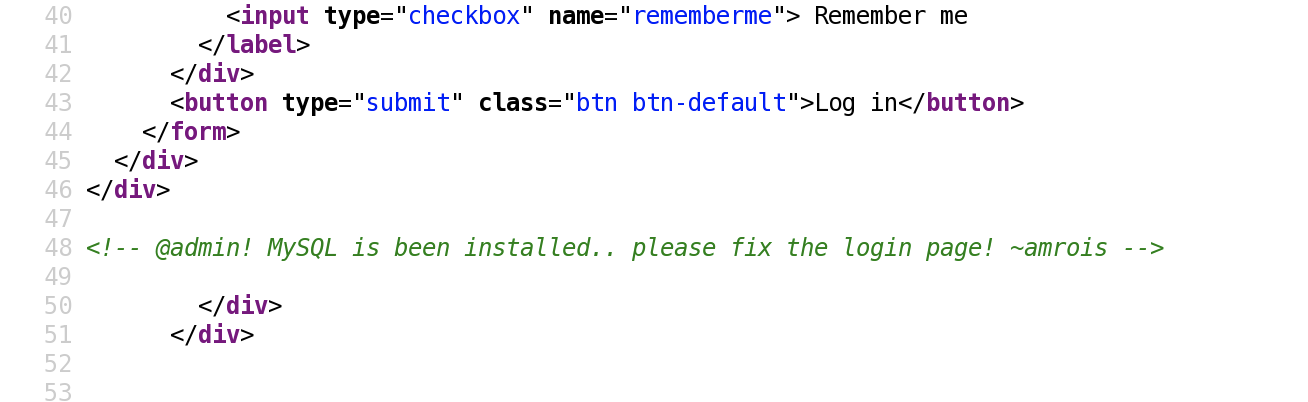 40 <input type="checkbox" name="rememberme"> Remember me
41 </label>
42 </div>
43 <button type="submit" class="btn btn-default">Log in</button>
44 </form>
45 </div>
46 </div>
47
48 <!-- @admin! MySQL is been installed.. please fix the login page! ~amrois -->
49
50 </div>
51 </div>
52
53